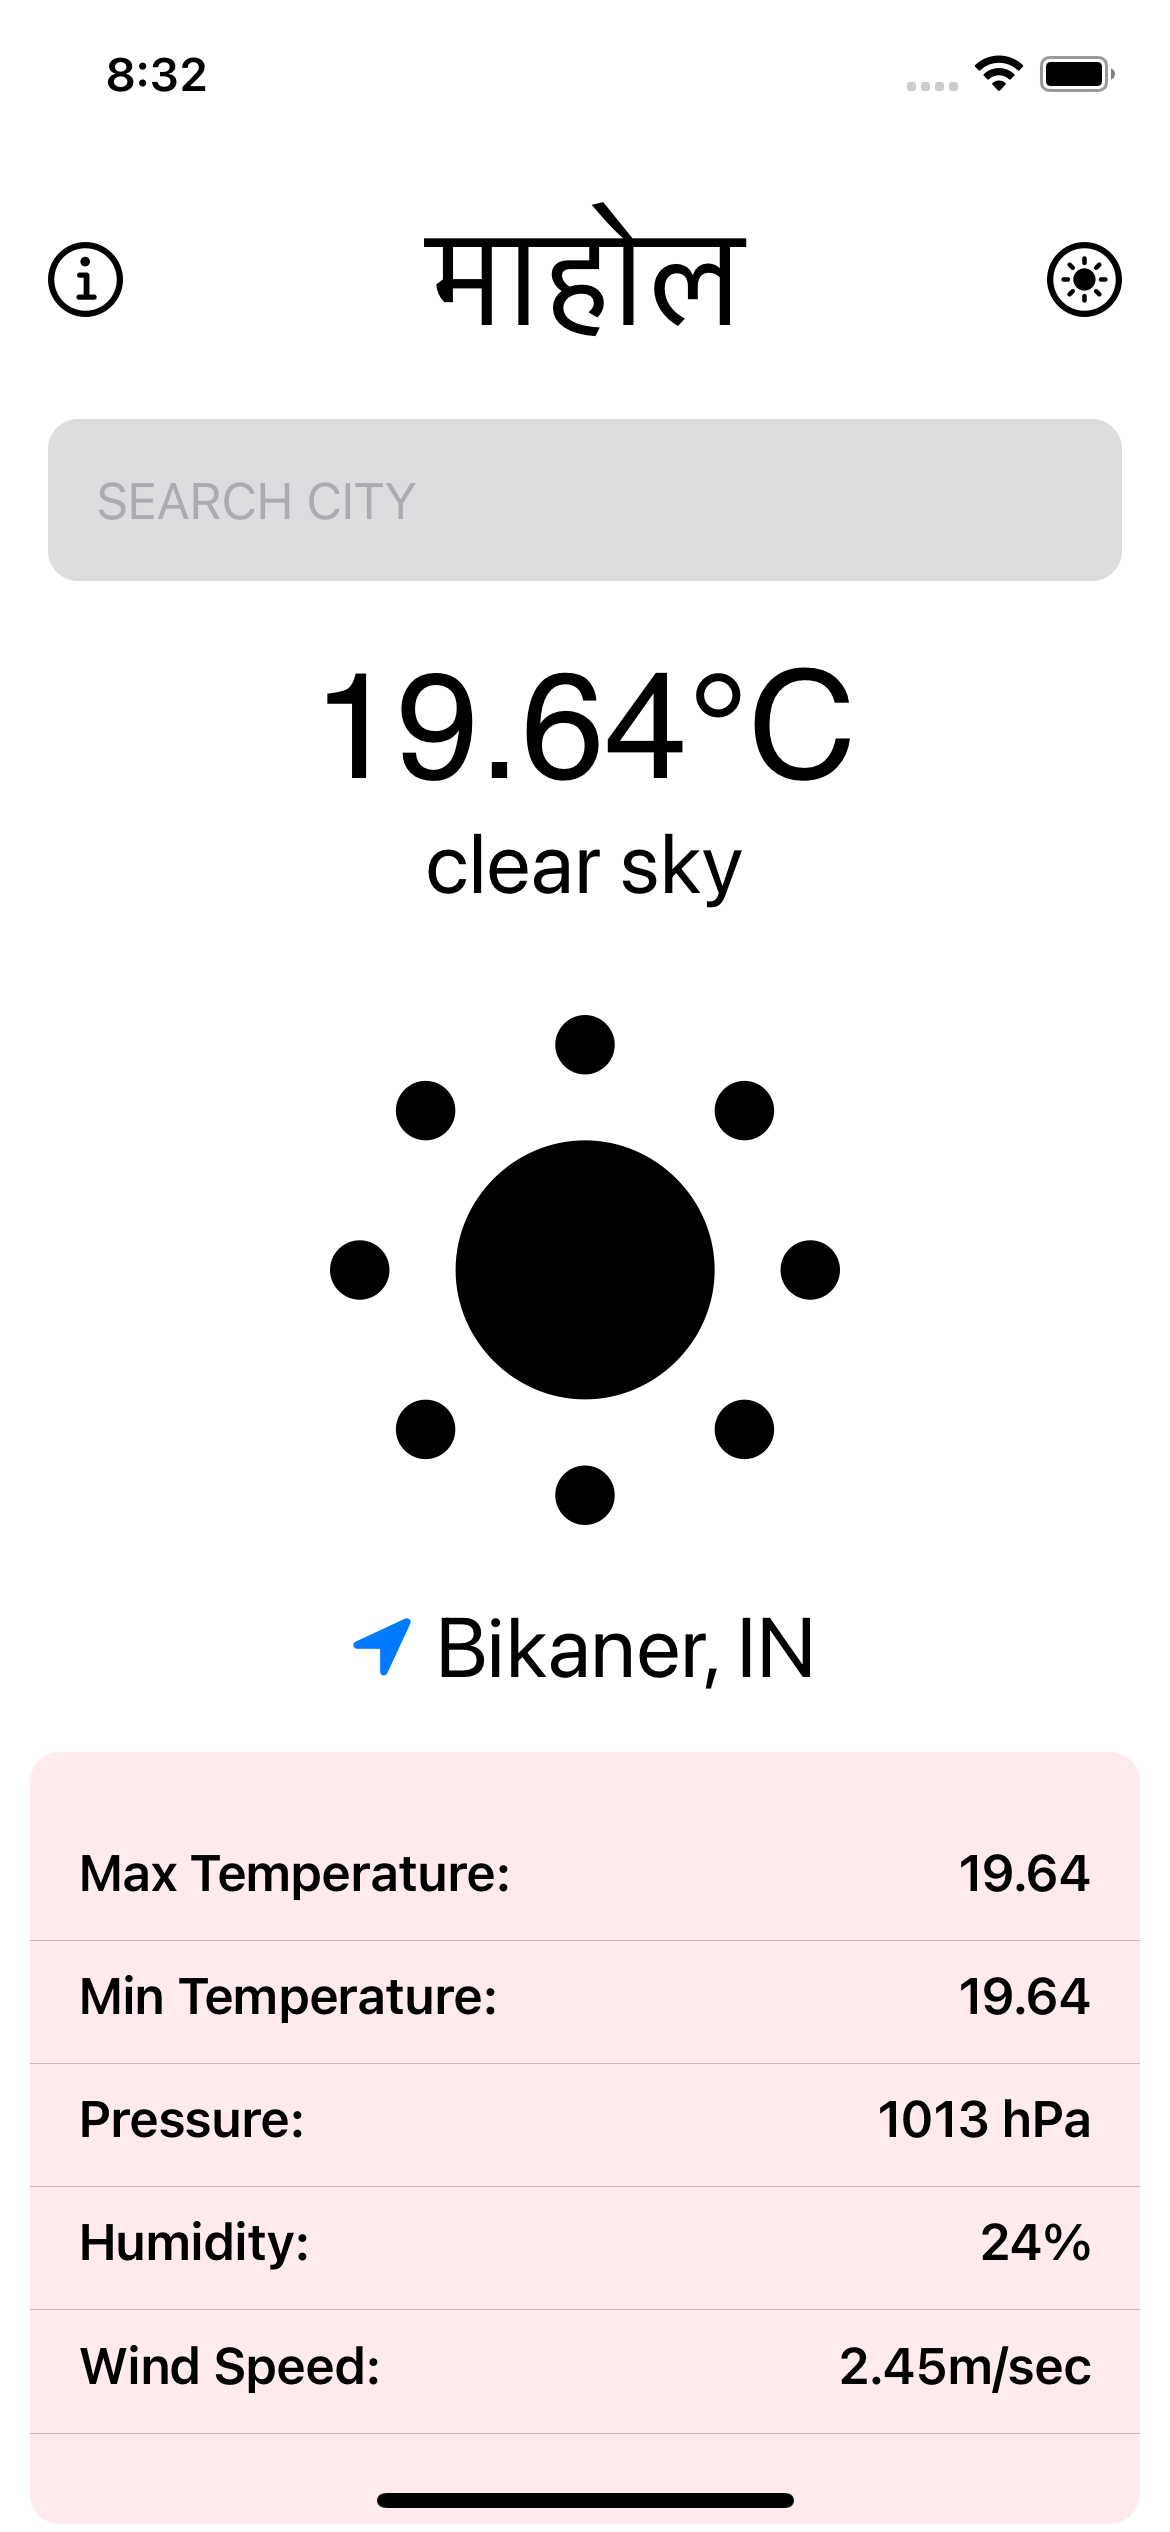 8:32
माहोल
SEARCH CITY
19.64°C
clear sky
Bikaner, IN
Max Temperature: 19.64
Min Temperature: 19.64
Pressure: 1013 hPa
Humidity: 24%
Wind Speed: 2.45m/sec